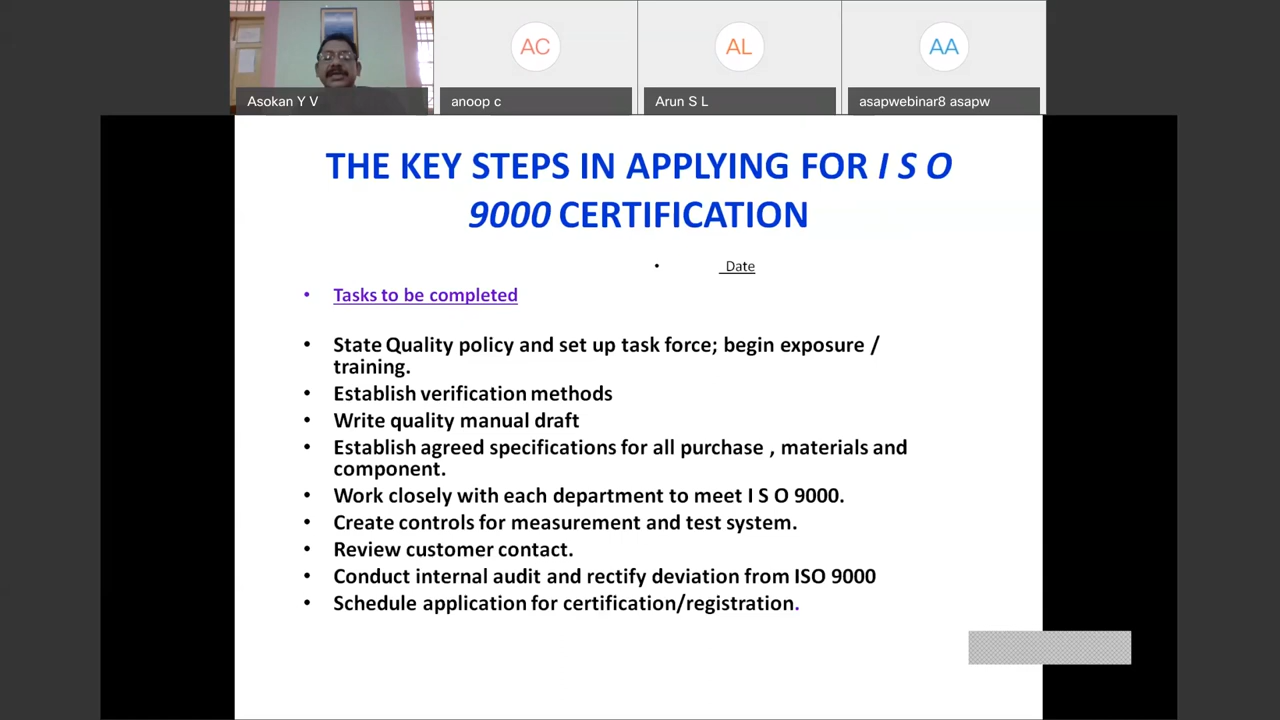 AC
AL
AA
Asokan Y V
anoop c
Arun S L
asapwebinar8 asapw
THE KEY STEPS IN APPLYING FOR I S O
9000 CERTIFICATION
• Date
• Tasks to be completed
• State Quality policy and set up task force; begin exposure /
training.
• Establish verification methods
• Write quality manual draft
• Establish agreed specifications for all purchase , materials and
component.
• Work closely with each department to meet I S O 9000.
• Create controls for measurement and test system.
• Review customer contact.
• Conduct internal audit and rectify deviation from ISO 9000
• Schedule application for certification/registration.